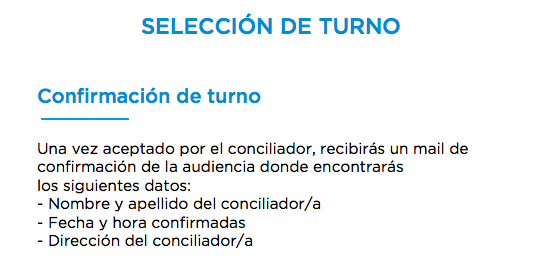 SELECCIÓN DE TURNO
Confirmación de turno
Una vez aceptado por el conciliador, recibirás un mail de
confirmación de la audiencia donde encontrarás
los siguientes datos:
- Nombre y apellido del conciliador/a
- Fecha y hora confirmadas
- Dirección del conciliador/a